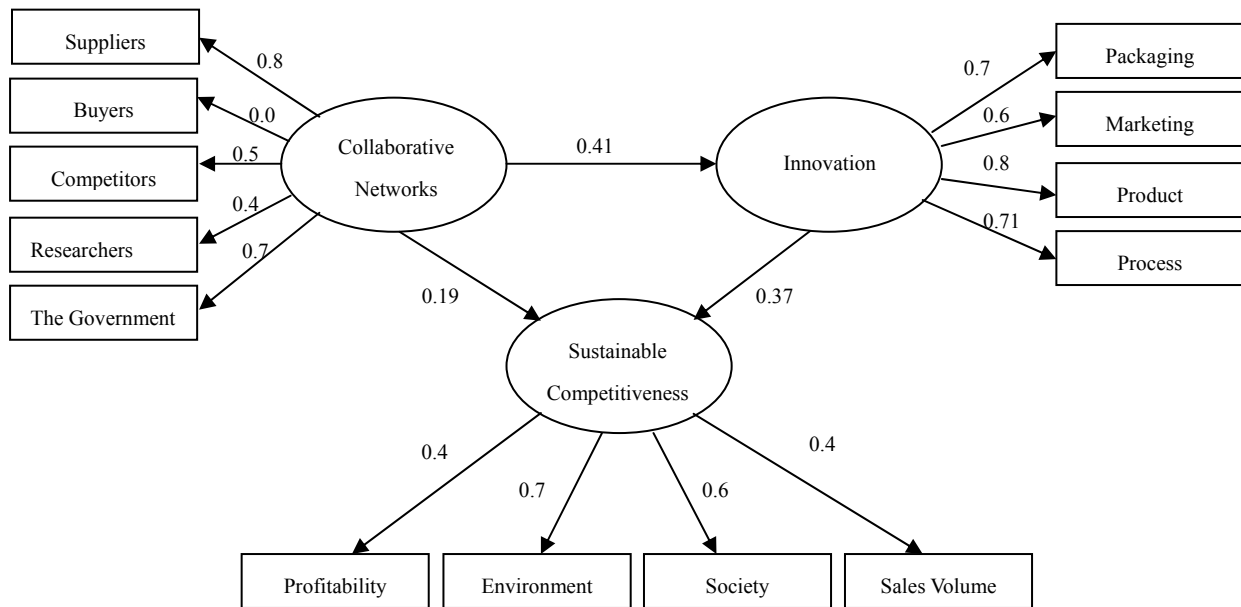 Suppliers
0.8
Buyers
0.0
Competitors
0.5
Researchers
0.4
The Government
0.7
Collaborative
Networks
0.41
Innovation
0.7
Packaging
0.6
Marketing
0.8
Product
0.71
Process
0.19
0.37
Sustainable
Competitiveness
0.4
0.7
0.6
0.4
Profitability
Environment
Society
Sales Volume